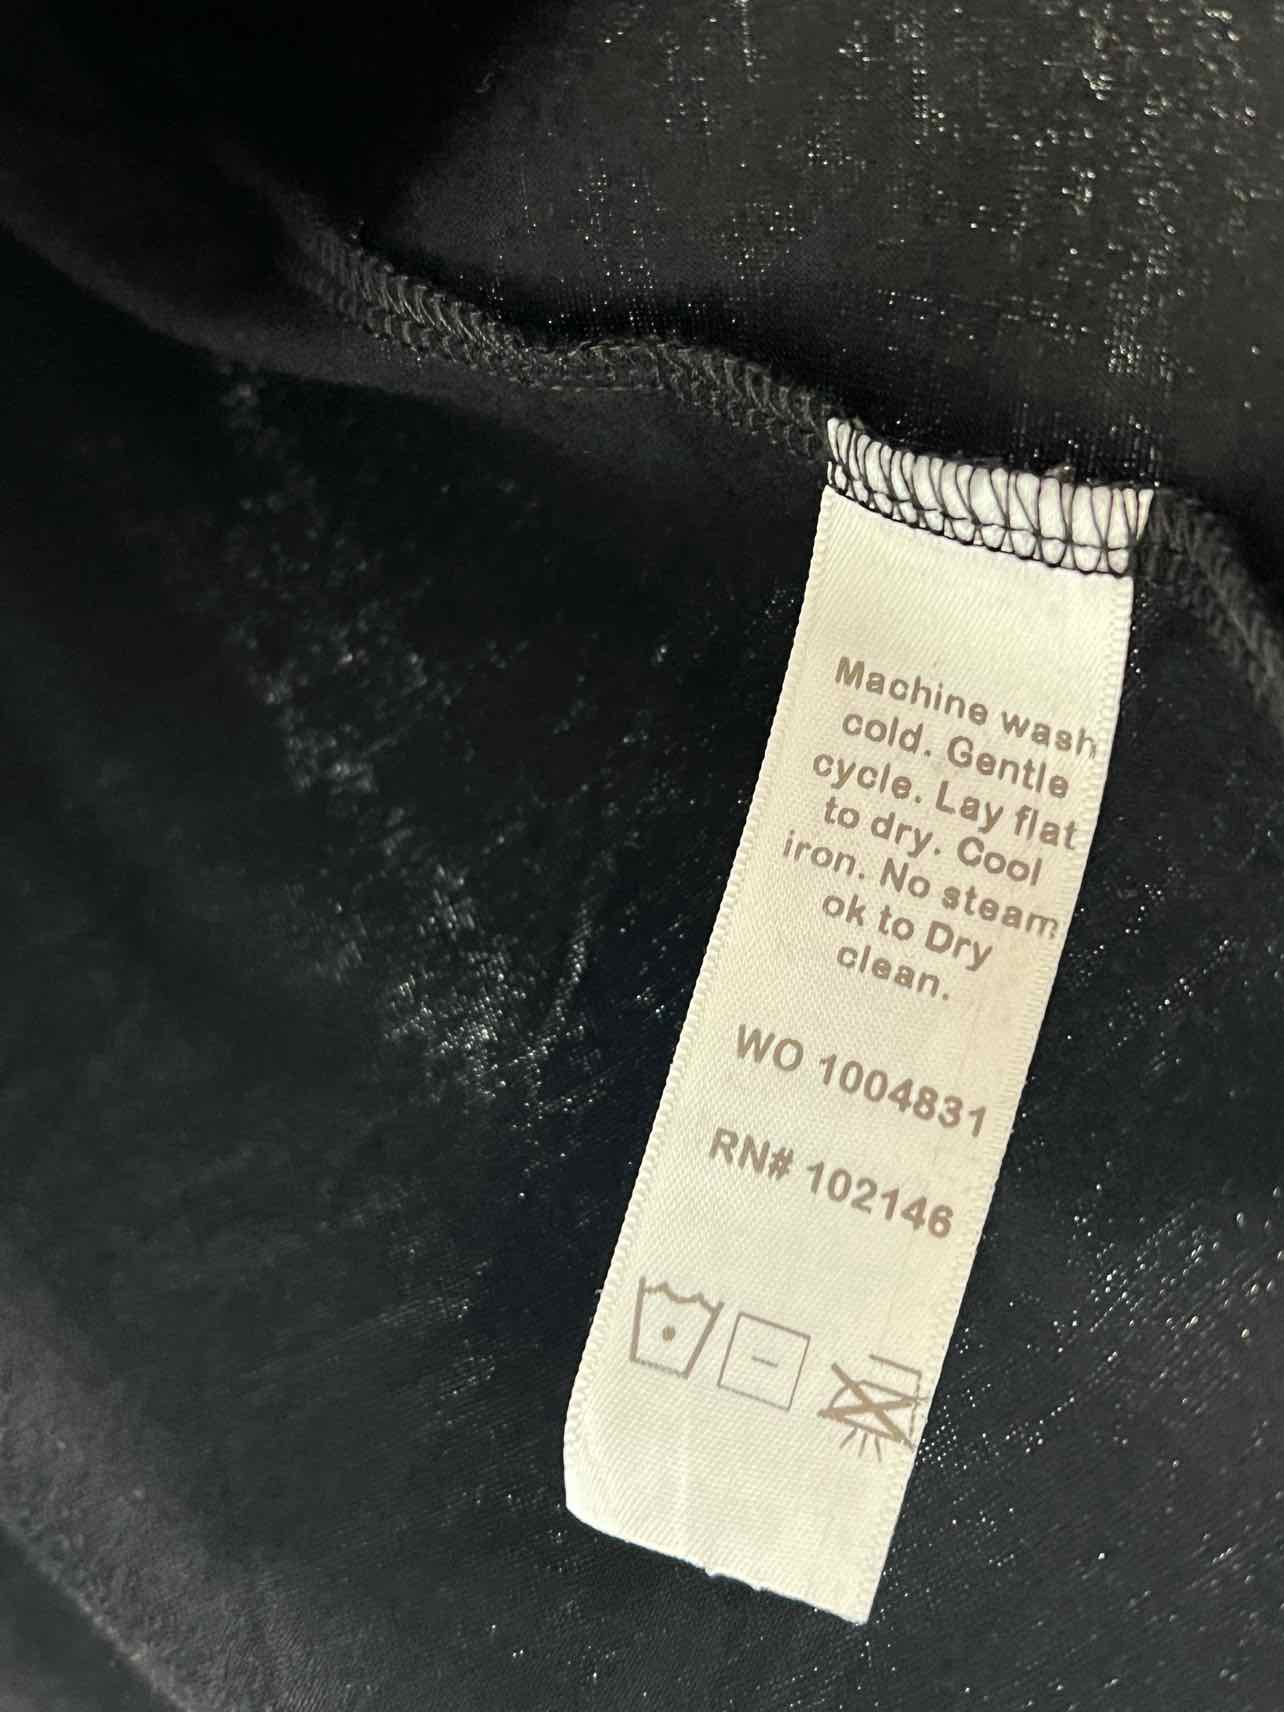 Machine wash
cold. Gentle
cycle. Lay flat
to dry. Cool
iron. No steam
ok to Dry
clean.
WO 1004831
RN# 102146